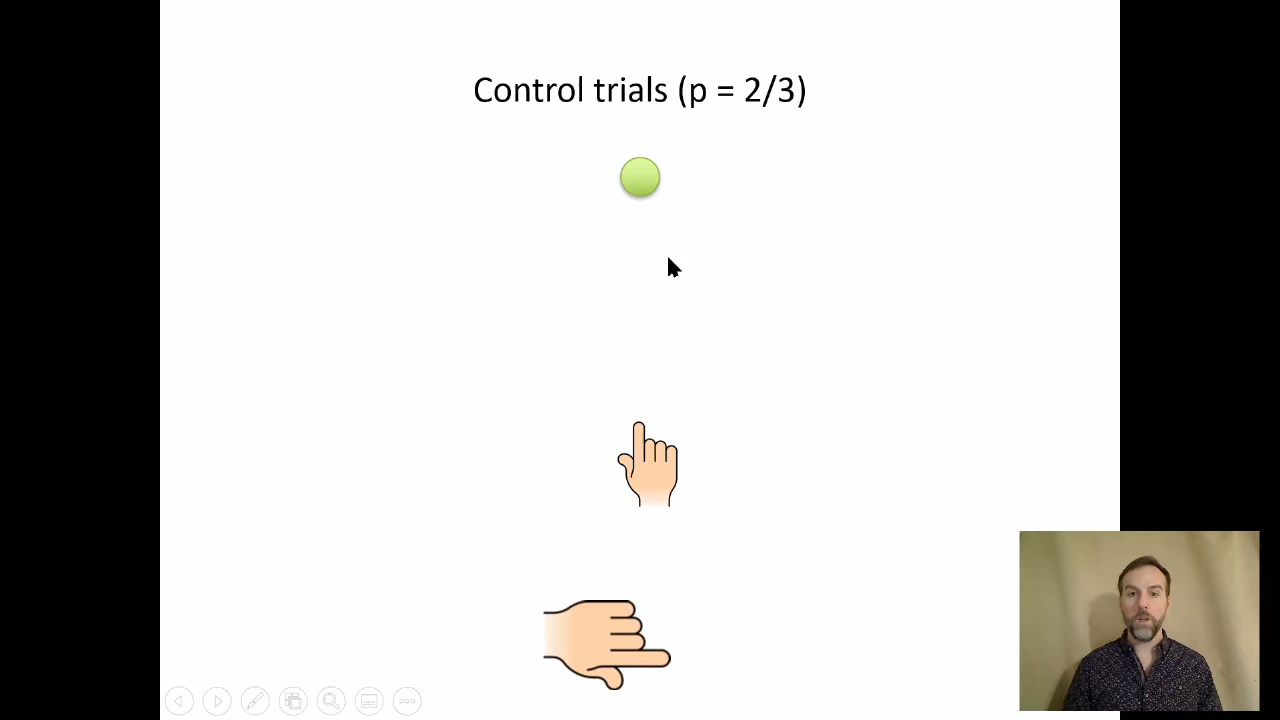 Control trials (p = 2/3)